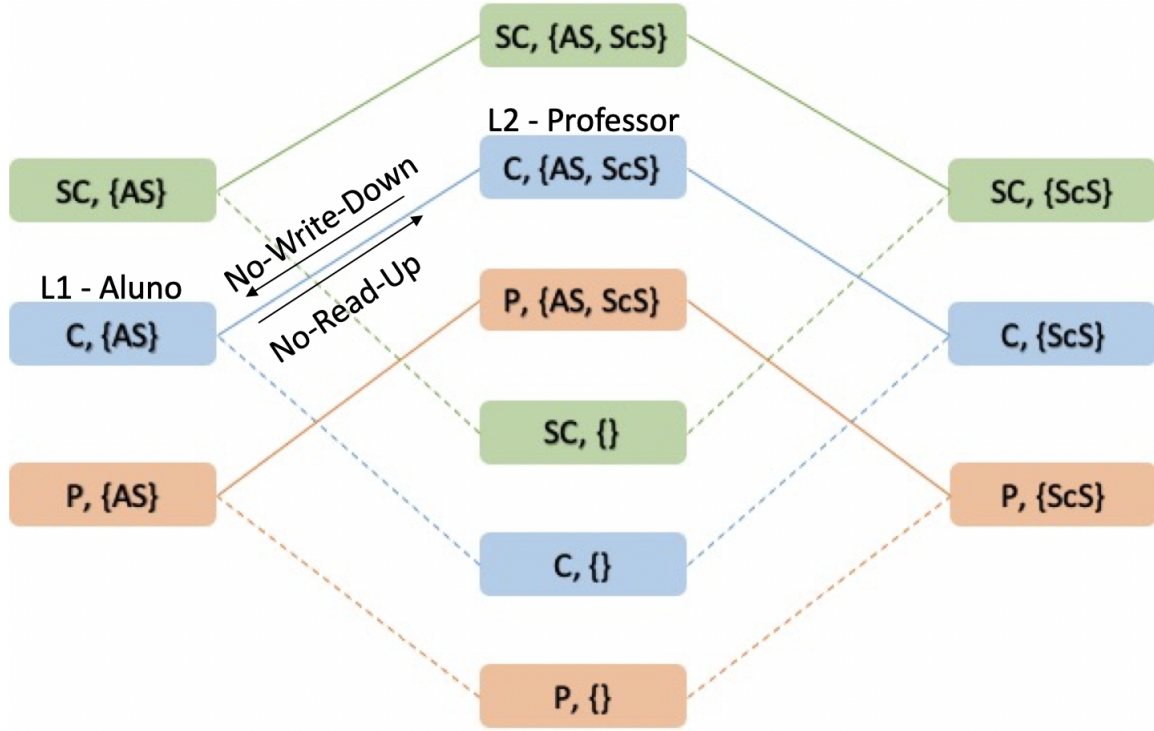 SC, {AS, ScS}
L2 - Professor
C, {AS, ScS}
SC, {AS}
SC, {ScS}
No-Write-Down
No-Read-Up
L1 - Aluno
P, {AS, ScS}
C, {AS}
C, {ScS}
SC, {}
P, {AS}
P, {ScS}
C, {}
P, {}